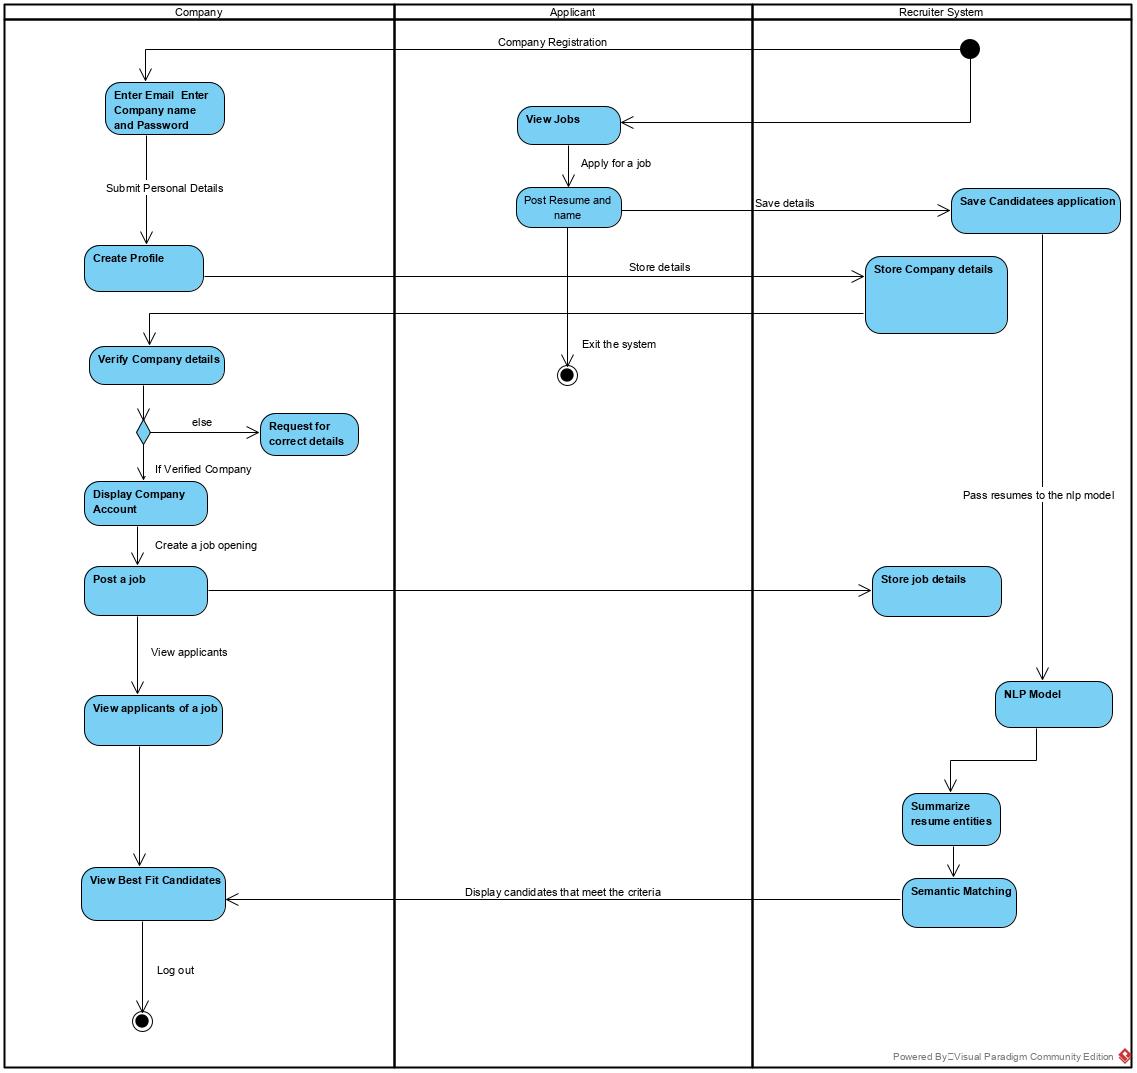 Company
Applicant
Recruiter System
Company Registration
Enter Email  Enter
Company name
and Password
View Jobs
Apply for a job
Submit Personal Details
Post Resume and
name
Save details
Save Candidatees application
Create Profile
Store details
Store Company details
Verify Company details
Exit the system
else
Request for
correct details
If Verified Company
Display Company
Account
Pass resumes to the nlp model
Create a job opening
Post a job
Store job details
View applicants
View applicants of a job
NLP Model
Summarize
resume entities
View Best Fit Candidates
Display candidates that meet the criteria
Semantic Matching
Log out
Powered By Visual Paradigm Community Edition